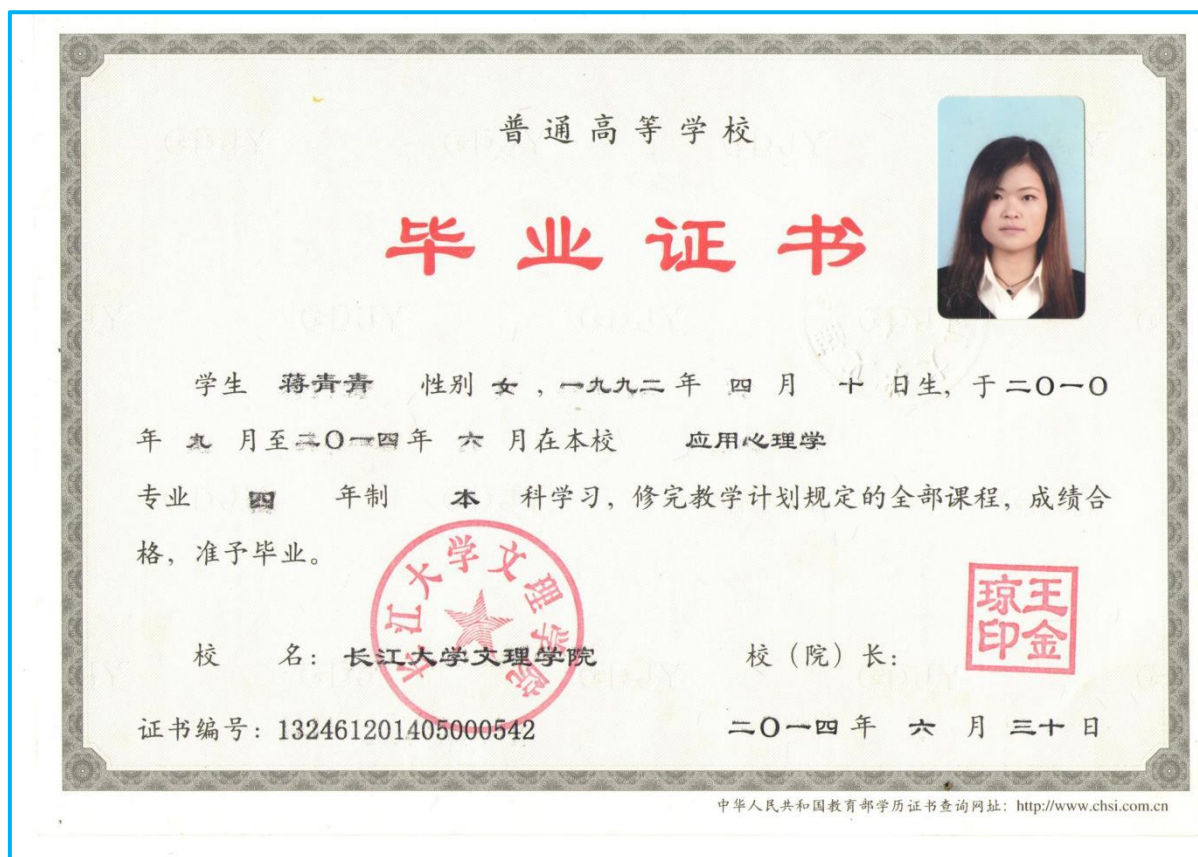 普通高等学校
毕业证书
学生 蒋青青 性别 女，一九九二年 四 月 十 日生，于二〇一〇
年 九 月至二〇一四年 六 月在本校 应用心理学
专业 四 年制 本 科学习，修完教学计划规定的全部课程，成绩合
格，准予毕业。
长江大学文理学院
王金琼印
校 名：长江大学文理学院 校（院）长：
证书编号：132461201405000542 二〇一四年 六 月 三十 日
中华人民共和国教育部学历证书查询网址：http://www.chsi.com.cn